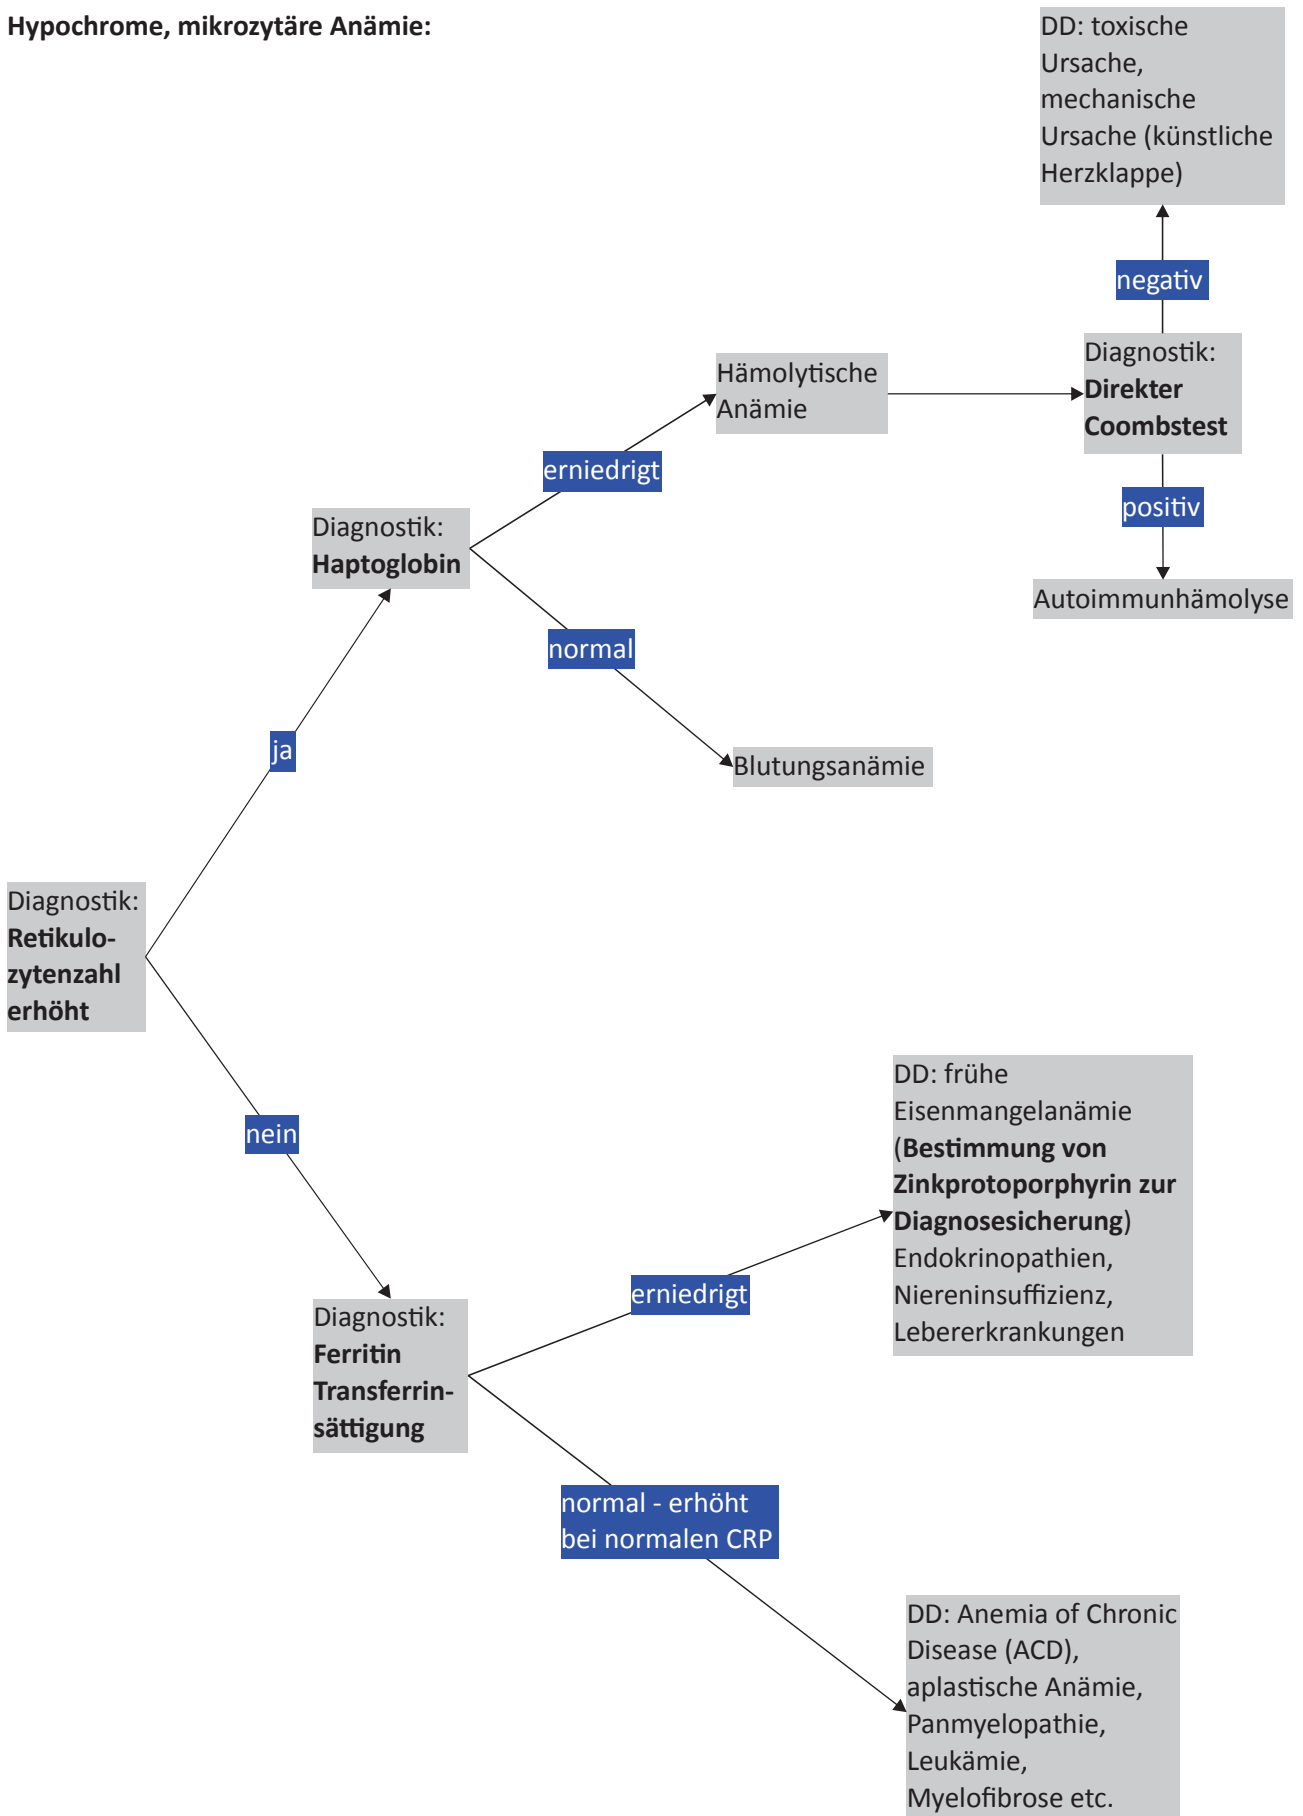 Hypochrome, mikrozytäre Anämie:
DD: toxische
Ursache,
mechanische
Ursache (künstliche
Herzklappe)
negativ
Diagnostik:
Direkter
Coombstest
Hämolytische
Anämie
erniedrigt
positiv
Diagnostik:
Haptoglobin
Autoimmunhämolyse
normal
ja
Blutungsanämie
Diagnostik:
Retikulo-
zytenzahl
erhöht
nein
DD: frühe
Eisenmangelanämie
(Bestimmung von
Zinkprotoporphyrin zur
Diagnosesicherung)
Endokrinopathien,
Niereninsuffizienz,
Lebererkrankungen
erniedrigt
Diagnostik:
Ferritin
Transferrin-
sättigung
normal - erhöht
bei normalen CRP
DD: Anemia of Chronic
Disease (ACD),
aplastische Anämie,
Panmyelopathie,
Leukämie,
Myelofibrose etc.